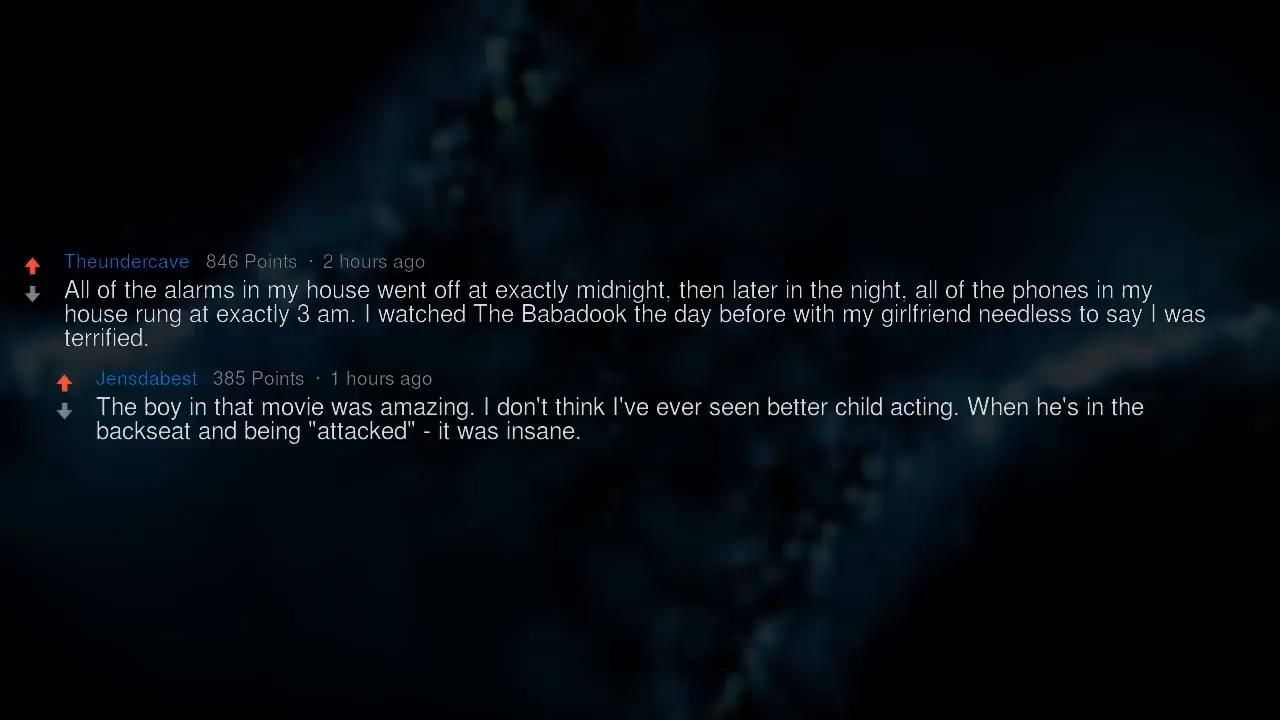 Theundercave 846 Points · 2 hours ago
All of the alarms in my house went off at exactly midnight, then later in the night, all of the phones in my
house rung at exactly 3 am. I watched The Babadook the day before with my girlfriend needless to say I was
terrified.
Jensdabest 385 Points · 1 hours ago
The boy in that movie was amazing. I don't think I've ever seen better child acting. When he's in the
backseat and being "attacked" - it was insane.